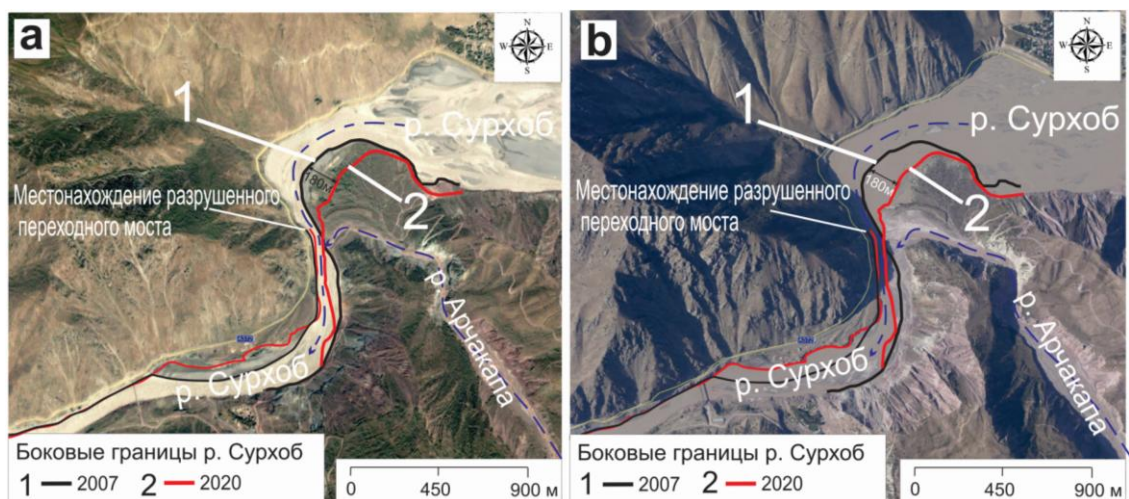 a
N
W E
S
1
р. Сурхоб
180м
Местонахождение разрушенного
переходного моста
2
р. Арчакапа
р. Сурхоб
Боковые границы р. Сурхоб
1 2007 2 2020
0 450 900 м
b
N
W E
S
1
р. Сурхоб
180м
Местонахождение разрушенного
переходного моста
2
р. Арчакапа
р. Сурхоб
Боковые границы р. Сурхоб
1 2007 2 2020
0 450 900 м